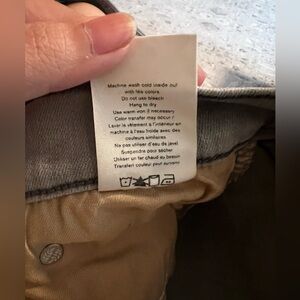 Machine wash cold inside out
with like colors.
Do not use bleach
Hang to dry
Use warm iron if necessary
Color transfer may occur /
Laver le vêtement à l'intérieur en
machine à l'eau froide avec des
couleurs similaires
Ne pas utiliser d'eau de javel
Suspendre pour sécher
Utiliser un fer chaud au besoin
Transfert couleur peut survenir